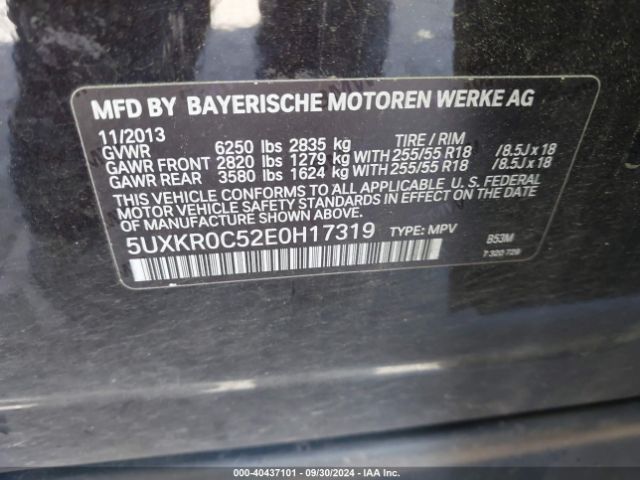 MFD BY BAYERISCHE MOTOREN WERKE AG
11/2013 TIRE / RIM
GVWR 6250 lbs 2835 kg
GAWR FRONT 2820 lbs 1279 kg WITH 255/55 R18 / 8.5J x 18
GAWR REAR 3580 lbs 1624 kg WITH 255/55 R18 / 8.5J x 18
THIS VEHICLE CONFORMS TO ALL APPLICABLE U. S. FEDERAL
MOTOR VEHICLE SAFETY STANDARDS IN EFFECT ON THE
DATE OF MANUFACTURE SHOWN ABOVE.
5UXKR0C52E0H17319 TYPE: MPV B53M
7 320 729
000-40437101 - 09/30/2024 - IAA Inc.